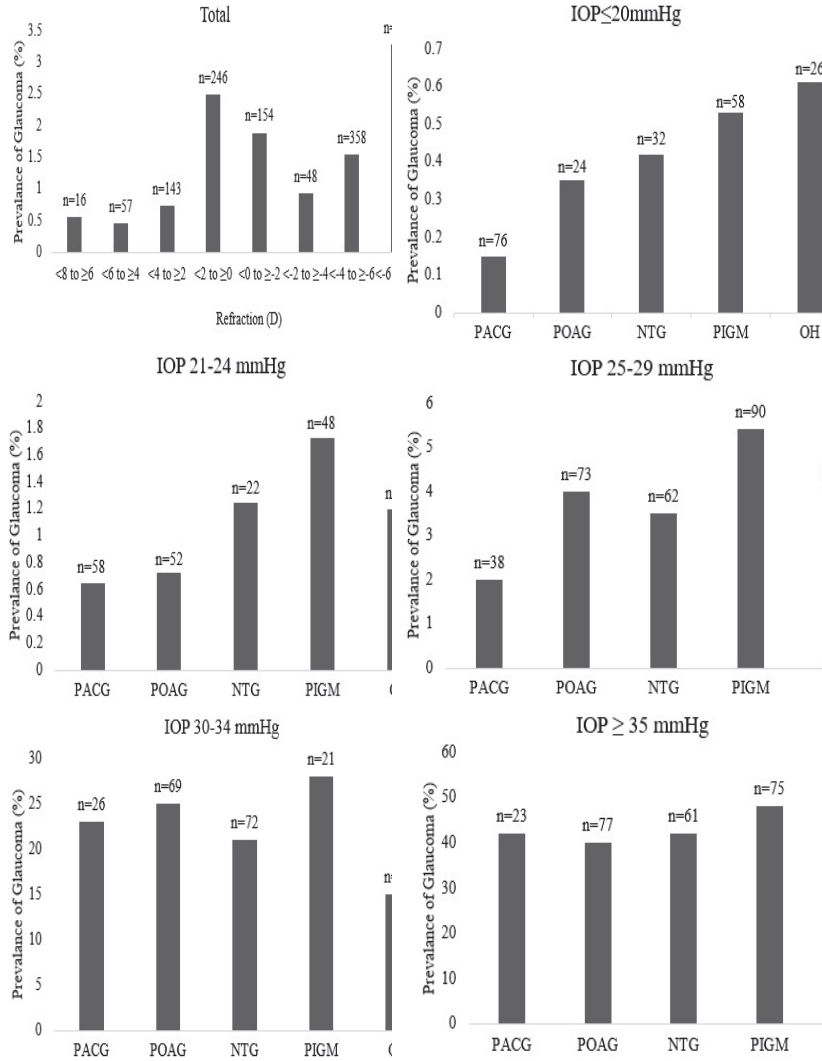 Total
Prevalance of Glaucoma (%)
3.5
3
2.5
2
1.5
1
0.5
0
n=16
n=57
n=143
n=246
n=154
n=48
n=358
n=
<8 to ≥6 <6 to ≥4 <4 to ≥2 <2 to ≥0 <0 to ≥-2 <-2 to ≥-4 <-4 to ≥-6 <-6
Refraction (D)
IOP≤20mmHg
Prevalance of Glaucoma (%)
0.7
0.6
0.5
0.4
0.3
0.2
0.1
0
n=76
n=24
n=32
n=58
n=26
PACG POAG NTG PIGM OH
IOP 21-24 mmHg
Prevalance of Glaucoma (%)
2
1.8
1.6
1.4
1.2
1
0.8
0.6
0.4
0.2
0
n=58
n=52
n=22
n=48
n=
PACG POAG NTG PIGM
IOP 25-29 mmHg
Prevalance of Glaucoma (%)
6
5
4
3
2
1
0
n=38
n=73
n=62
n=90
PACG POAG NTG PIGM
IOP 30-34 mmHg
Prevalance of Glaucoma (%)
30
25
20
15
10
5
0
n=26
n=69
n=72
n=21
n=
PACG POAG NTG PIGM
IOP ≥ 35 mmHg
Prevalance of Glaucoma (%)
60
50
40
30
20
10
0
n=23
n=77
n=61
n=75
PACG POAG NTG PIGM